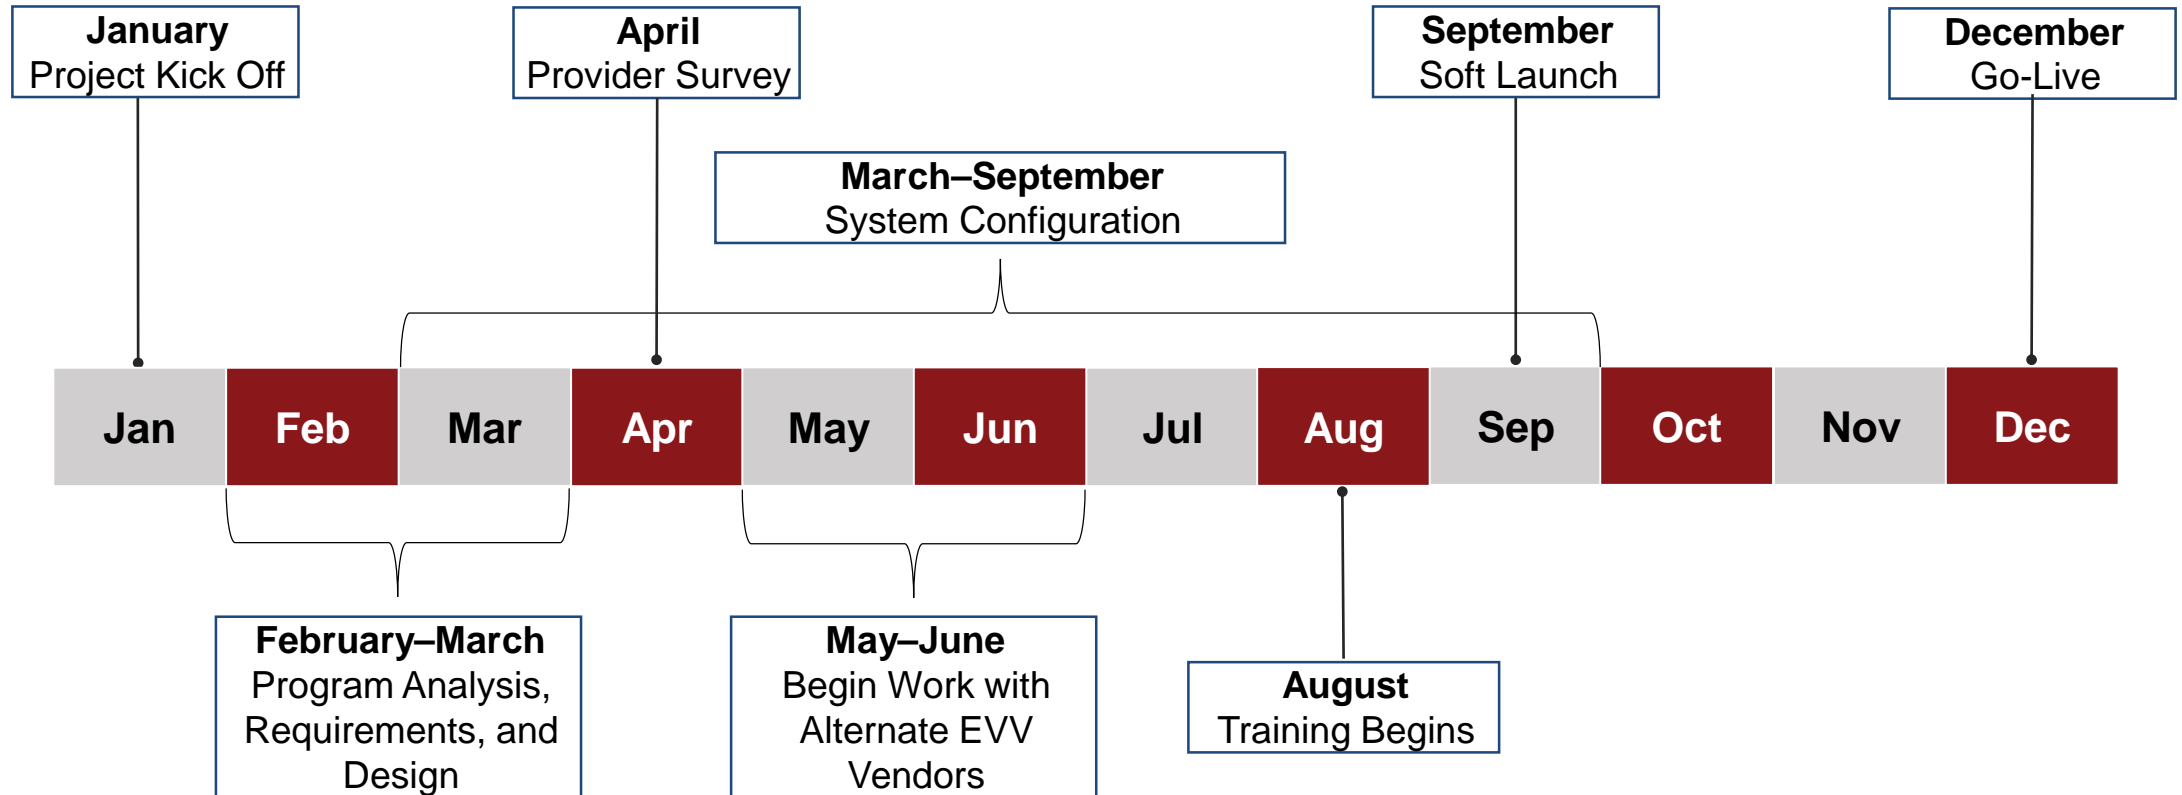 January
Project Kick Off
April
Provider Survey
September
Soft Launch
December
Go-Live
March–September
System Configuration
Jan Feb Mar Apr May Jun Jul Aug Sep Oct Nov Dec
February–March
Program Analysis,
Requirements, and
Design
May–June
Begin Work with
Alternate EVV
Vendors
August
Training Begins